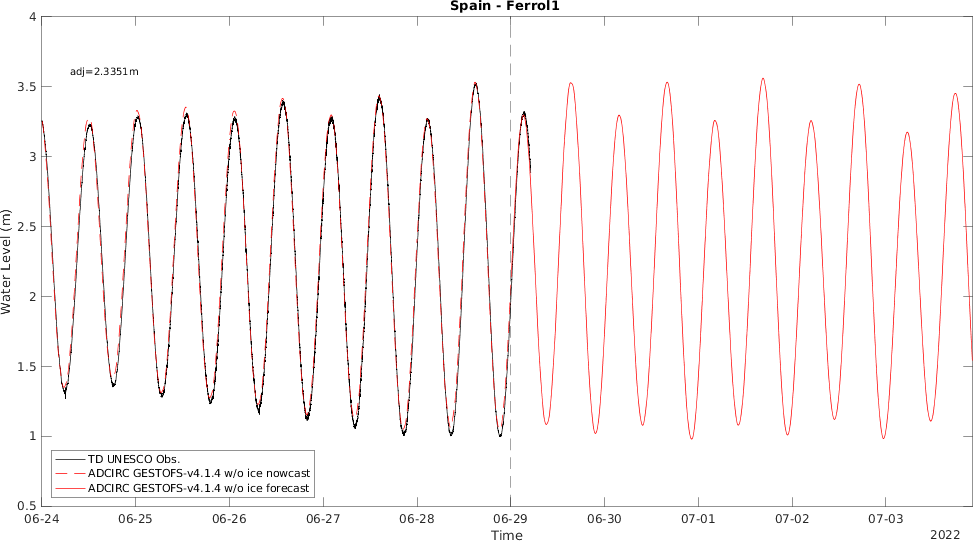 Spain - Ferrol1
adj=2.3351m
Water Level (m)
4
3.5
3
2.5
2
1.5
1
0.5
TD UNESCO Obs.
ADCIRC GESTOFS-v4.1.4 w/o ice nowcast
ADCIRC GESTOFS-v4.1.4 w/o ice forecast
06-24 06-25 06-26 06-27 06-28 06-29 06-30 07-01 07-02 07-03
Time
2022